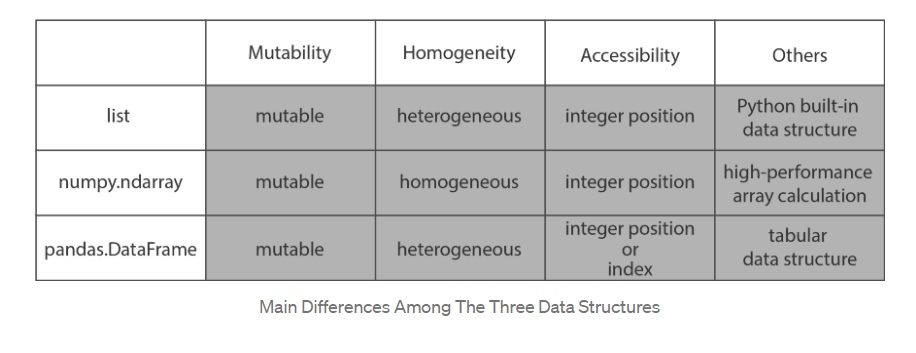 Mutability Homogeneity Accessibility Others
list mutable heterogeneous integer position Python built-in
data structure
numpy.ndarray mutable homogeneous integer position high-performance
array calculation
pandas.DataFrame mutable heterogeneous integer position
or
index
tabular
data structure
Main Differences Among The Three Data Structures